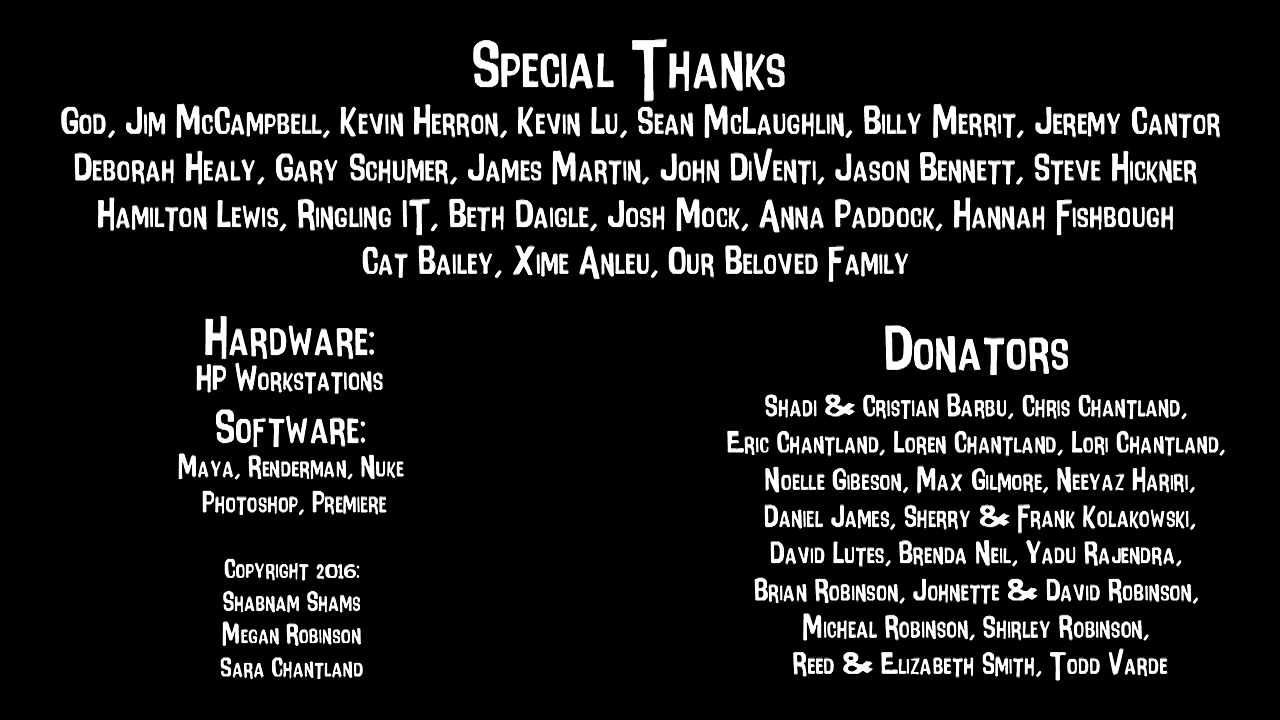 Special Thanks
God, Jim McCampbell, Kevin Herron, Kevin Lu, Sean McLaughlin, Billy Merrit, Jeremy Cantor
Deborah Healy, Gary Schumer, James Martin, John DiVenti, Jason Bennett, Steve Hickner
Hamilton Lewis, Ringling IT, Beth Daigle, Josh Mock, Anna Paddock, Hannah Fishbough
Cat Bailey, Xime Anleu, Our Beloved Family
Hardware:
HP Workstations
Software:
Maya, Renderman, Nuke
Photoshop, Premiere
Copyright 2016:
Shabnam Shams
Megan Robinson
Sara Chantland
Donators
Shadi & Cristian Barbu, Chris Chantland,
Eric Chantland, Loren Chantland, Lori Chantland,
Noelle Gibeson, Max Gilmore, Neeyaz Hariri,
Daniel James, Sherry & Frank Kolakowski,
David Lutes, Brenda Neil, Yadu Rajendra,
Brian Robinson, Johnette & David Robinson,
Micheal Robinson, Shirley Robinson,
Reed & Elizabeth Smith, Todd Varde